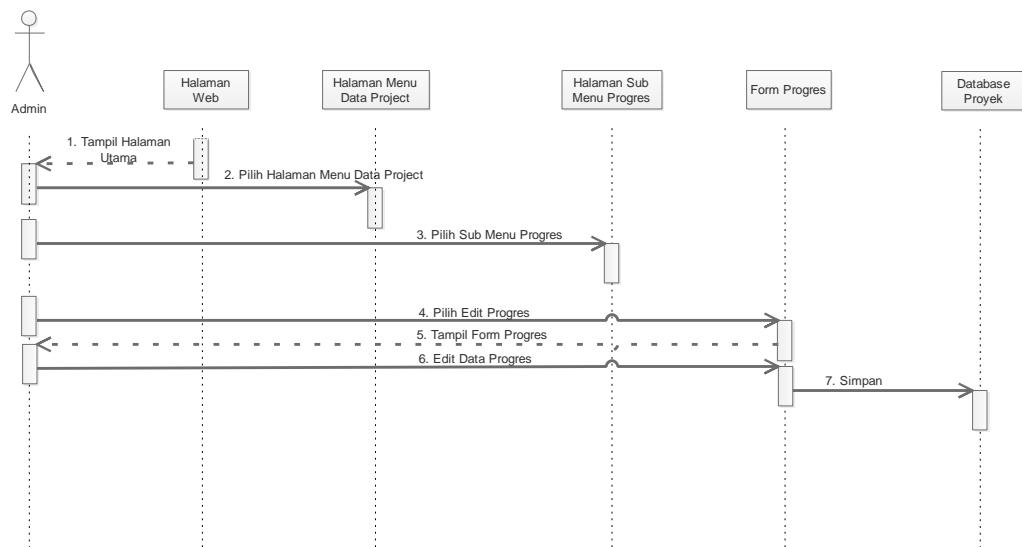 Admin
Halaman
Web
Halaman Menu
Data Project
Halaman Sub
Menu Progres
Form Progres
Database
Proyek
1. Tampil Halaman
Utama
2. Pilih Halaman Menu Data Project
3. Pilih Sub Menu Progres
4. Pilih Edit Progres
5. Tampil Form Progres
6. Edit Data Progres
7. Simpan